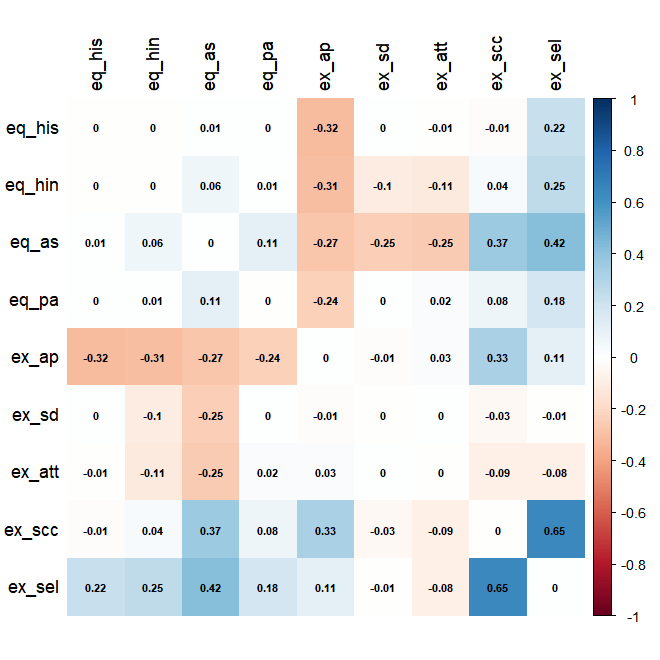 eq_his eq_hin eq_as eq_pa ex_ap ex_sd ex_att ex_scc ex_sel
eq_his 0 0 0.01 0 -0.32 0 -0.01 -0.01 0.22
eq_hin 0 0 0.06 0.01 -0.31 -0.1 -0.11 0.04 0.25
eq_as 0.01 0.06 0 0.11 -0.27 -0.25 -0.25 0.37 0.42
eq_pa 0 0.01 0.11 0 -0.24 0 0.02 0.08 0.18
ex_ap -0.32 -0.31 -0.27 -0.24 0 -0.01 0.03 0.33 0.11
ex_sd 0 -0.1 -0.25 0 -0.01 0 0 -0.03 -0.01
ex_att -0.01 -0.11 -0.25 0.02 0.03 0 0 -0.09 -0.08
ex_scc -0.01 0.04 0.37 0.08 0.33 -0.03 -0.09 0 0.65
ex_sel 0.22 0.25 0.42 0.18 0.11 -0.01 -0.08 0.65 0
1
0.8
0.6
0.4
0.2
0
-0.2
-0.4
-0.6
-0.8
-1